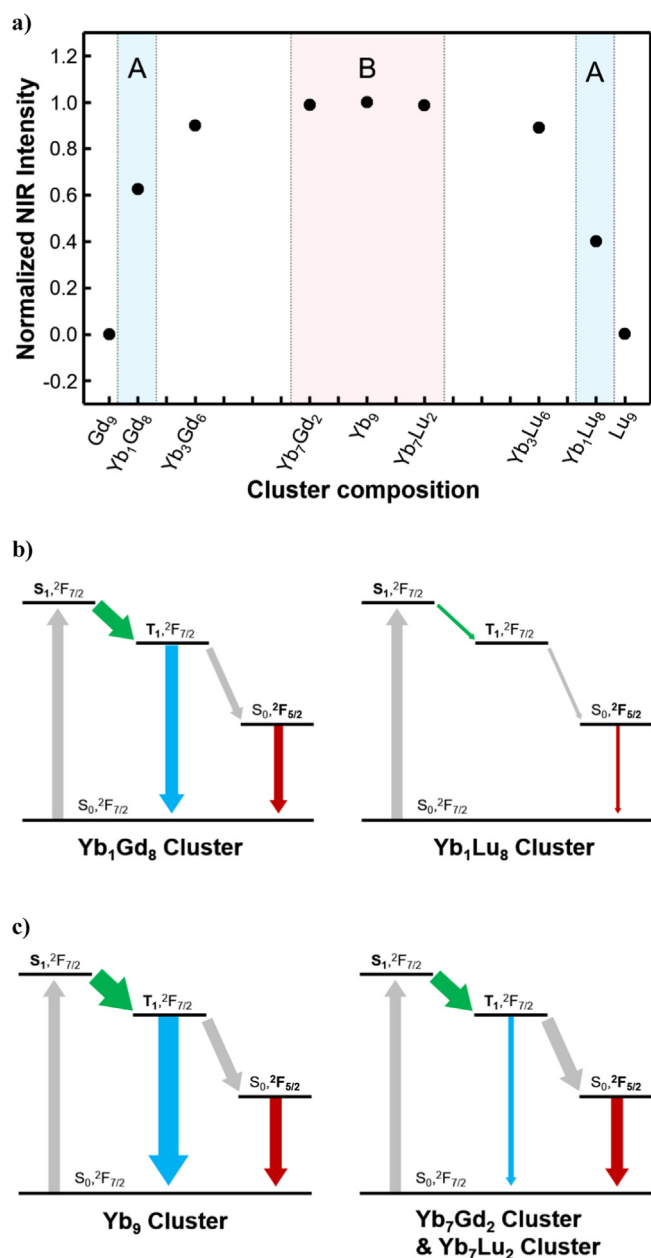 a)
A
B
A
1.2
1.0
0.8
0.6
0.4
0.2
0.0
-0.2
Normalized NIR Intensity
Gd₉
Yb₁Gd₈
Yb₃Gd₆
Yb₇Gd₂
Yb₉
Yb₇Lu₂
Yb₃Lu₆
Yb₁Lu₈
Lu₉
Cluster composition
b)
S₁,²F₇/₂
T₁,²F₇/₂
S₀,²F₅/₂
S₀,²F₇/₂
Yb₁Gd₈ Cluster
S₁,²F₇/₂
T₁,²F₇/₂
S₀,²F₅/₂
S₀,²F₇/₂
Yb₁Lu₈ Cluster
c)
S₁,²F₇/₂
T₁,²F₇/₂
S₀,²F₅/₂
S₀,²F₇/₂
Yb₉ Cluster
S₁,²F₇/₂
T₁,²F₇/₂
S₀,²F₅/₂
S₀,²F₇/₂
Yb₇Gd₂ Cluster
& Yb₇Lu₂ Cluster